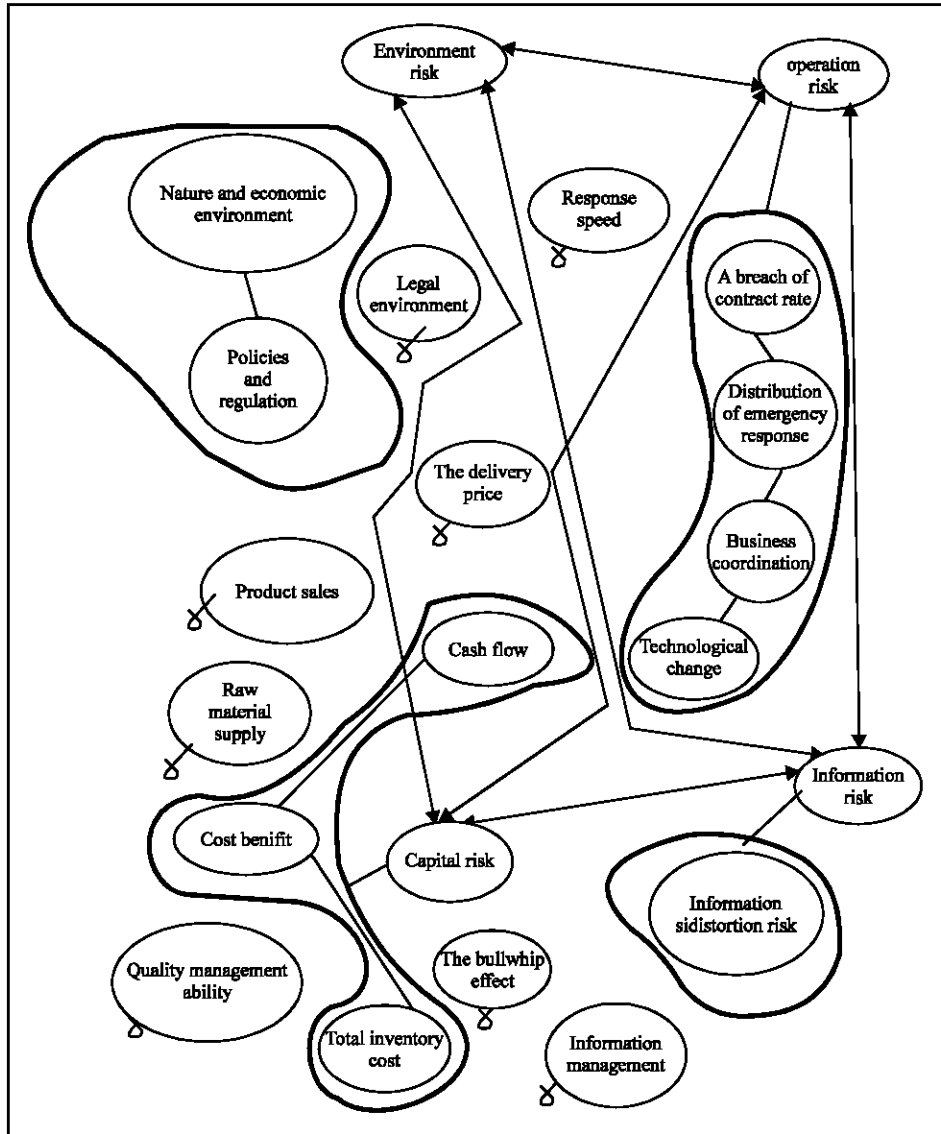 Environment
risk
operation
risk
Nature and economic
environment
Response
speed
Legal
environment
A breach of
contract rate
Policies
and
regulation
Distribution
of emergency
response
The delivery
price
Business
coordination
Product sales
Cash flow
Technological
change
Raw
material
supply
Information
risk
Cost benifit
Capital risk
Information
sidistortion risk
Quality management
ability
The bullwhip
effect
Total inventory
cost
Information
management